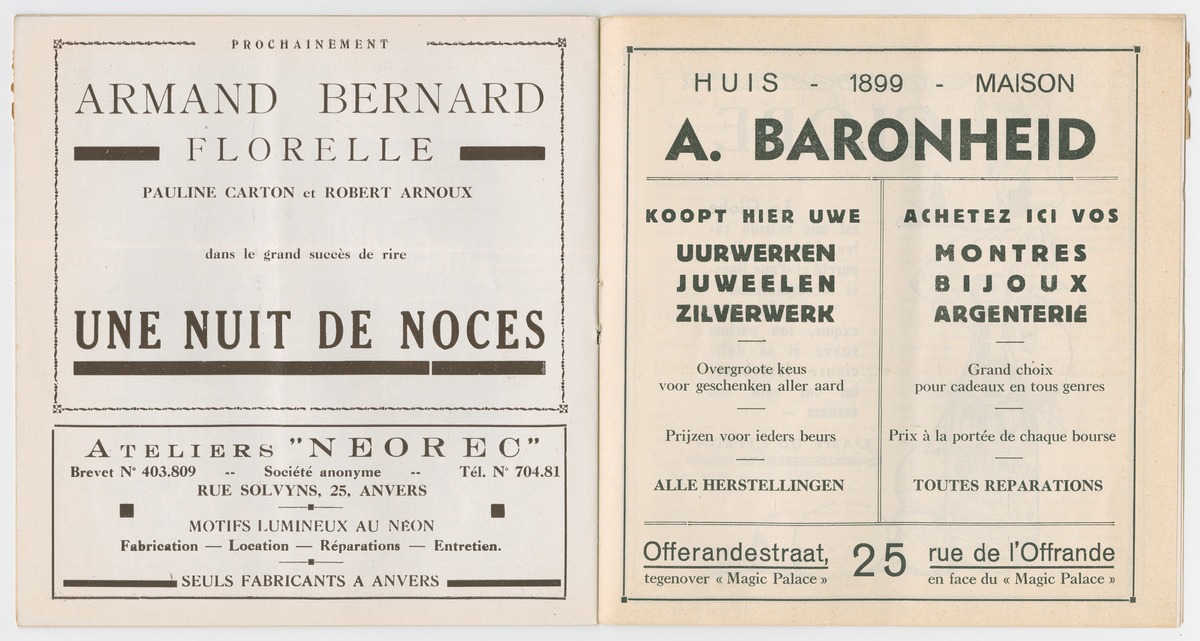 PROCHAINEMENT
ARMAND BERNARD
FLORELLE
PAULINE CARTON et ROBERT ARNOUX
dans le grand succès de rire
UNE NUIT DE NOCES
ATELIERS "NEOREC"
Brevet N° 403.809 -- Société anonyme -- Tél. N° 704.81
RUE SOLVYNS, 25, ANVERS
MOTIFS LUMINEUX AU NÉON
Fabrication — Location — Réparations — Entretien.
SEULS FABRICANTS A ANVERS
HUIS - 1899 - MAISON
A. BARONHEID
KOOPT HIER UWE
UURWERKEN
JUWEELEN
ZILVERWERK
Overgroote keus
voor geschenken aller aard
Prijzen voor ieders beurs
ALLE HERSTELLINGEN
ACHETEZ ICI VOS
MONTRES
BIJOUX
ARGENTERIE
Grand choix
pour cadeaux en tous genres
Prix à la portée de chaque bourse
TOUTES REPARATIONS
Offerandestraat, 25 rue de l'Offrande
tegenover « Magic Palace » en face du « Magic Palace »